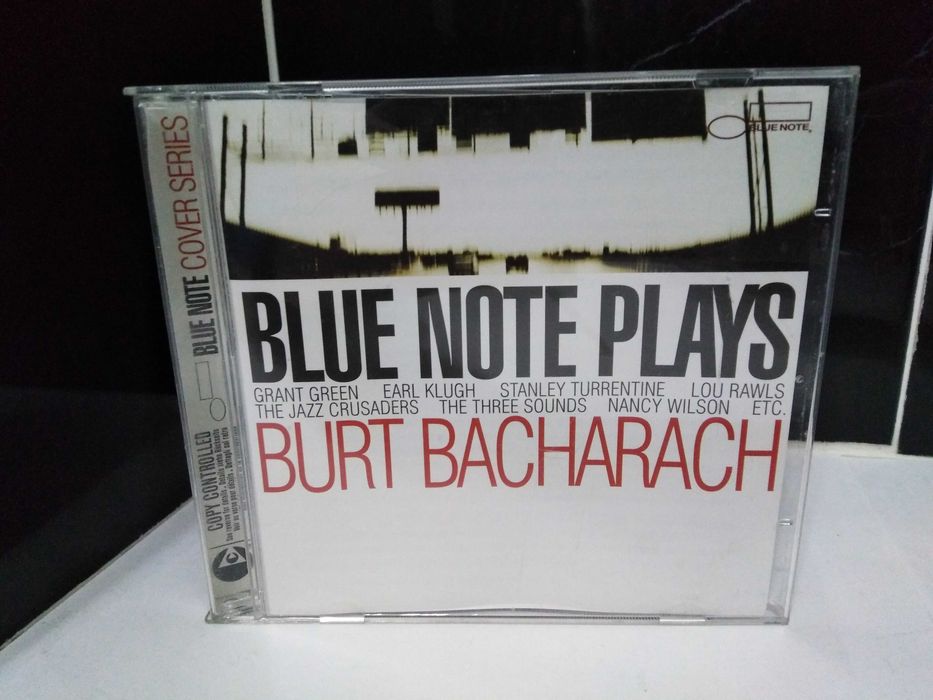 BLUE NOTE COVER SERIES
COPY CONTROLLED
BLUE NOTE
BLUE NOTE PLAYS
GRANT GREEN EARL KLUGH STANLEY TURRENTINE LOU RAWLS
THE JAZZ CRUSADERS THE THREE SOUNDS NANCY WILSON ETC.
BURT BACHARACH